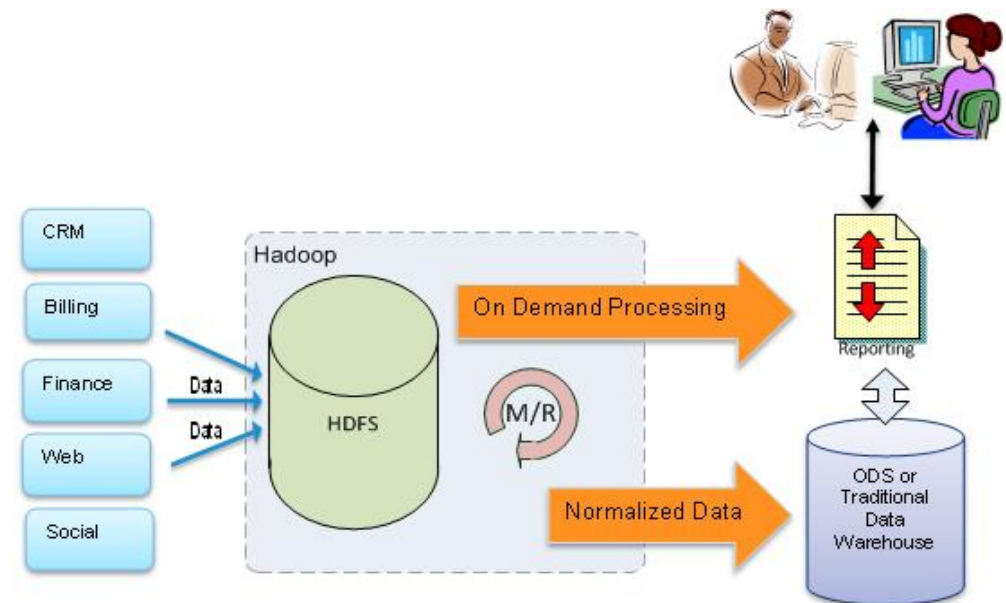 CRM
Billing
Finance
Web
Social
Data
Data
Hadoop
HDFS
M/R
On Demand Processing
Normalized Data
Reporting
ODS or
Traditional
Data
Warehouse